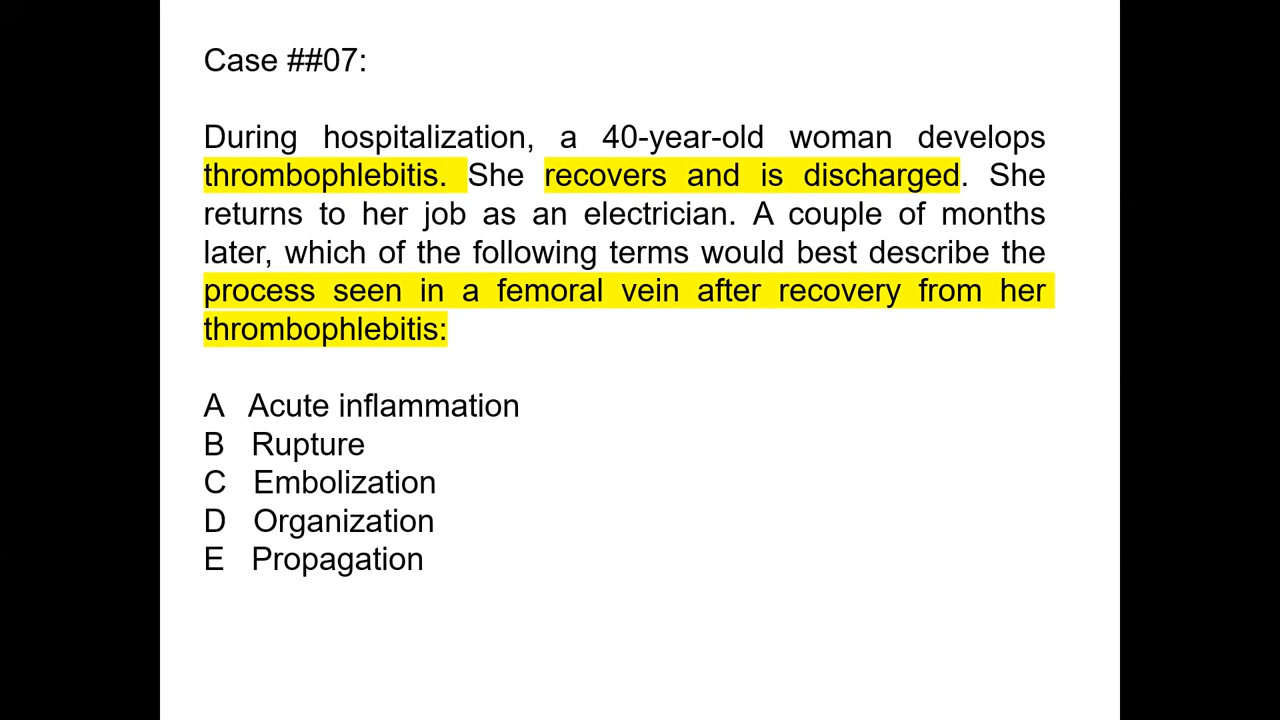 Case ##07:
During hospitalization, a 40-year-old woman develops
thrombophlebitis. She recovers and is discharged. She
returns to her job as an electrician. A couple of months
later, which of the following terms would best describe the
process seen in a femoral vein after recovery from her
thrombophlebitis:
A Acute inflammation
B Rupture
C Embolization
D Organization
E Propagation